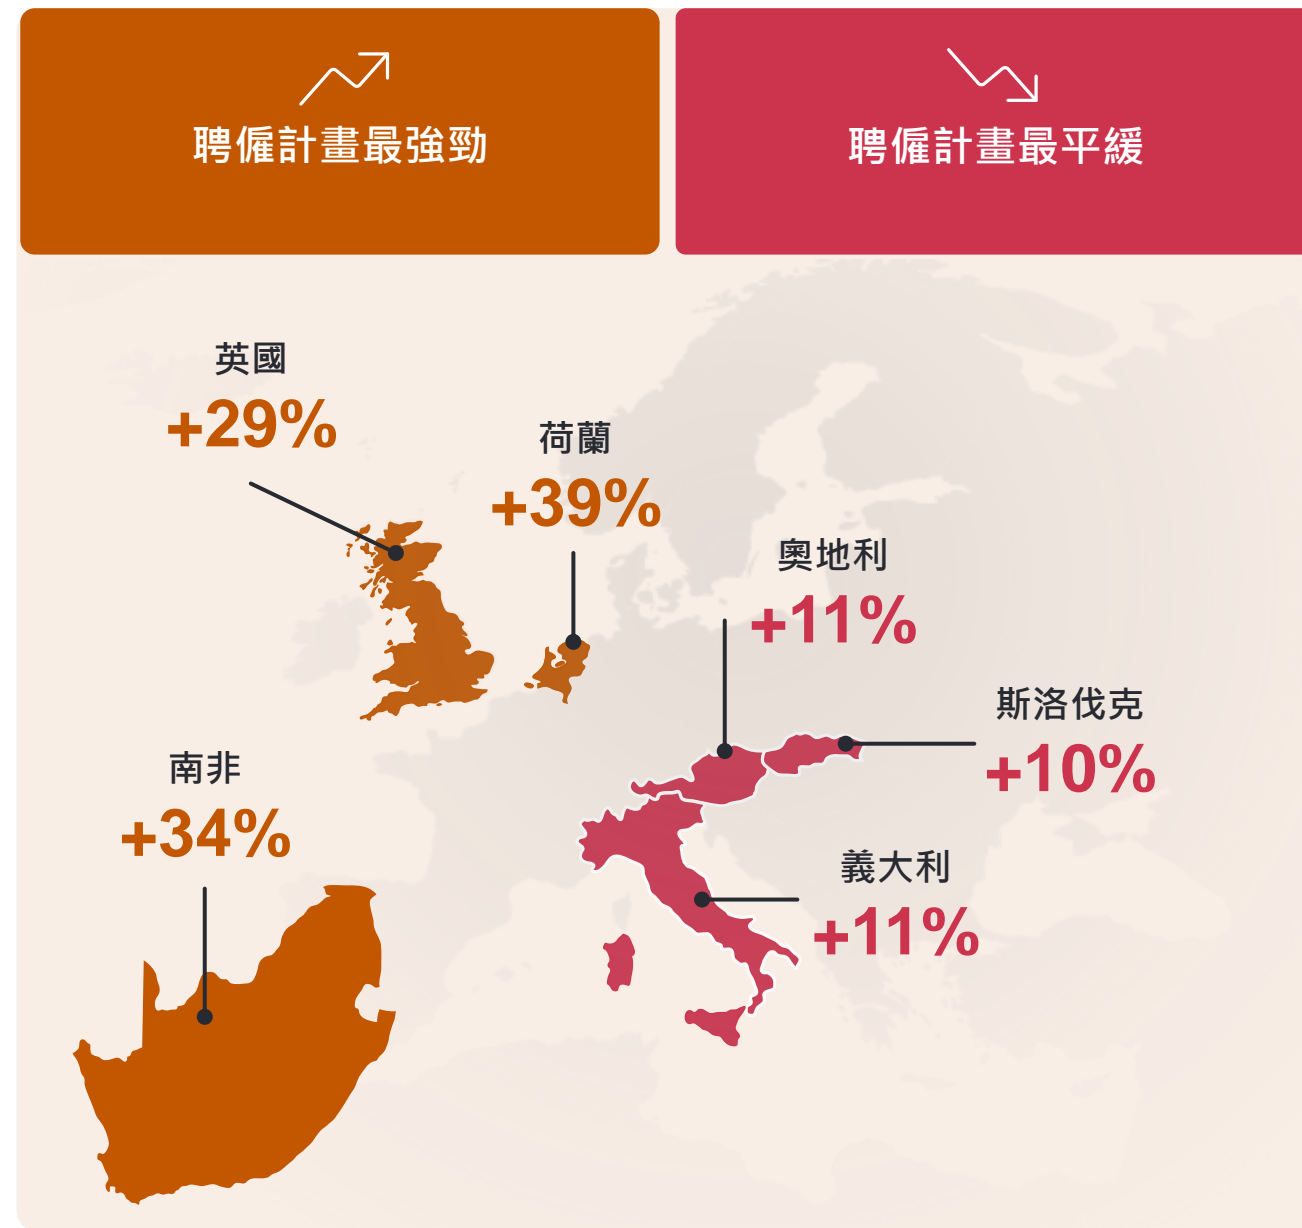 聘僱計畫最強勁
聘僱計畫最平緩
英國
+29%
荷蘭
+39%
奧地利
+11%
斯洛伐克
+10%
南非
+34%
義大利
+11%